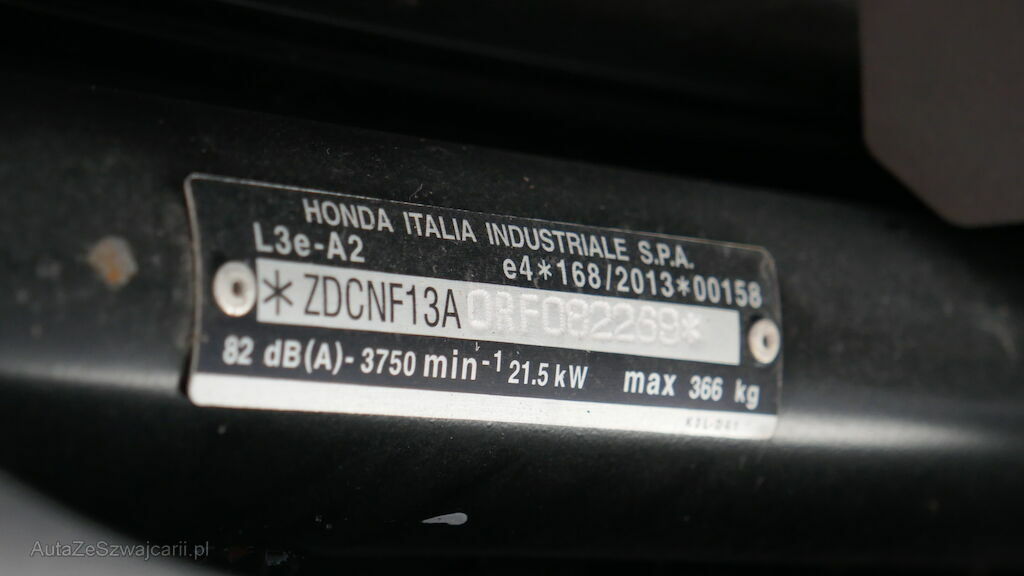 HONDA ITALIA INDUSTRIALE S.P.A.
L3e-A2
e4*168/2013*00158
*ZDCNF13A0RF082269*
82 dB(A)- 3750 min-1 21.5 kW max 366 kg
AutaZeSzwajcarii.pl